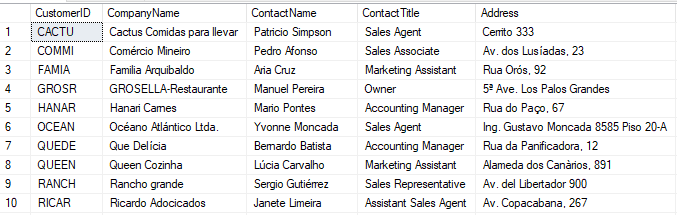 CustomerID CompanyName ContactName ContactTitle Address
1 CACTU Cactus Comidas para llevar Patricio Simpson Sales Agent Cerrito 333
2 COMMI Comércio Mineiro Pedro Afonso Sales Associate Av. dos Lusíadas, 23
3 FAMIA Familia Arquibaldo Aria Cruz Marketing Assistant Rua Orós, 92
4 GROSR GROSELLA-Restaurante Manuel Pereira Owner 5ª Ave. Los Palos Grandes
5 HANAR Hanari Carnes Mario Pontes Accounting Manager Rua do Paço, 67
6 OCEAN Océano Atlántico Ltda. Yvonne Moncada Sales Agent Ing. Gustavo Moncada 8585 Piso 20-A
7 QUEDE Que Delícia Bernardo Batista Accounting Manager Rua da Panificadora, 12
8 QUEEN Queen Cozinha Lúcia Carvalho Marketing Assistant Alameda dos Canàrios, 891
9 RANCH Rancho grande Sergio Gutiérrez Sales Representative Av. del Libertador 900
10 RICAR Ricardo Adocicados Janete Limeira Assistant Sales Agent Av. Copacabana, 267